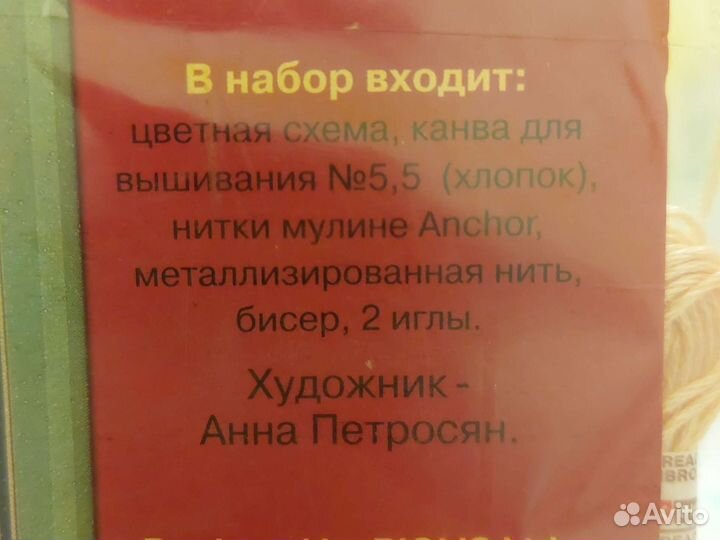 В набор входит:
цветная схема, канва для
вышивания №5,5 (хлопок),
нитки мулине Anchor,
металлизированная нить,
бисер, 2 иглы.
Художник -
Анна Петросян.
Avito